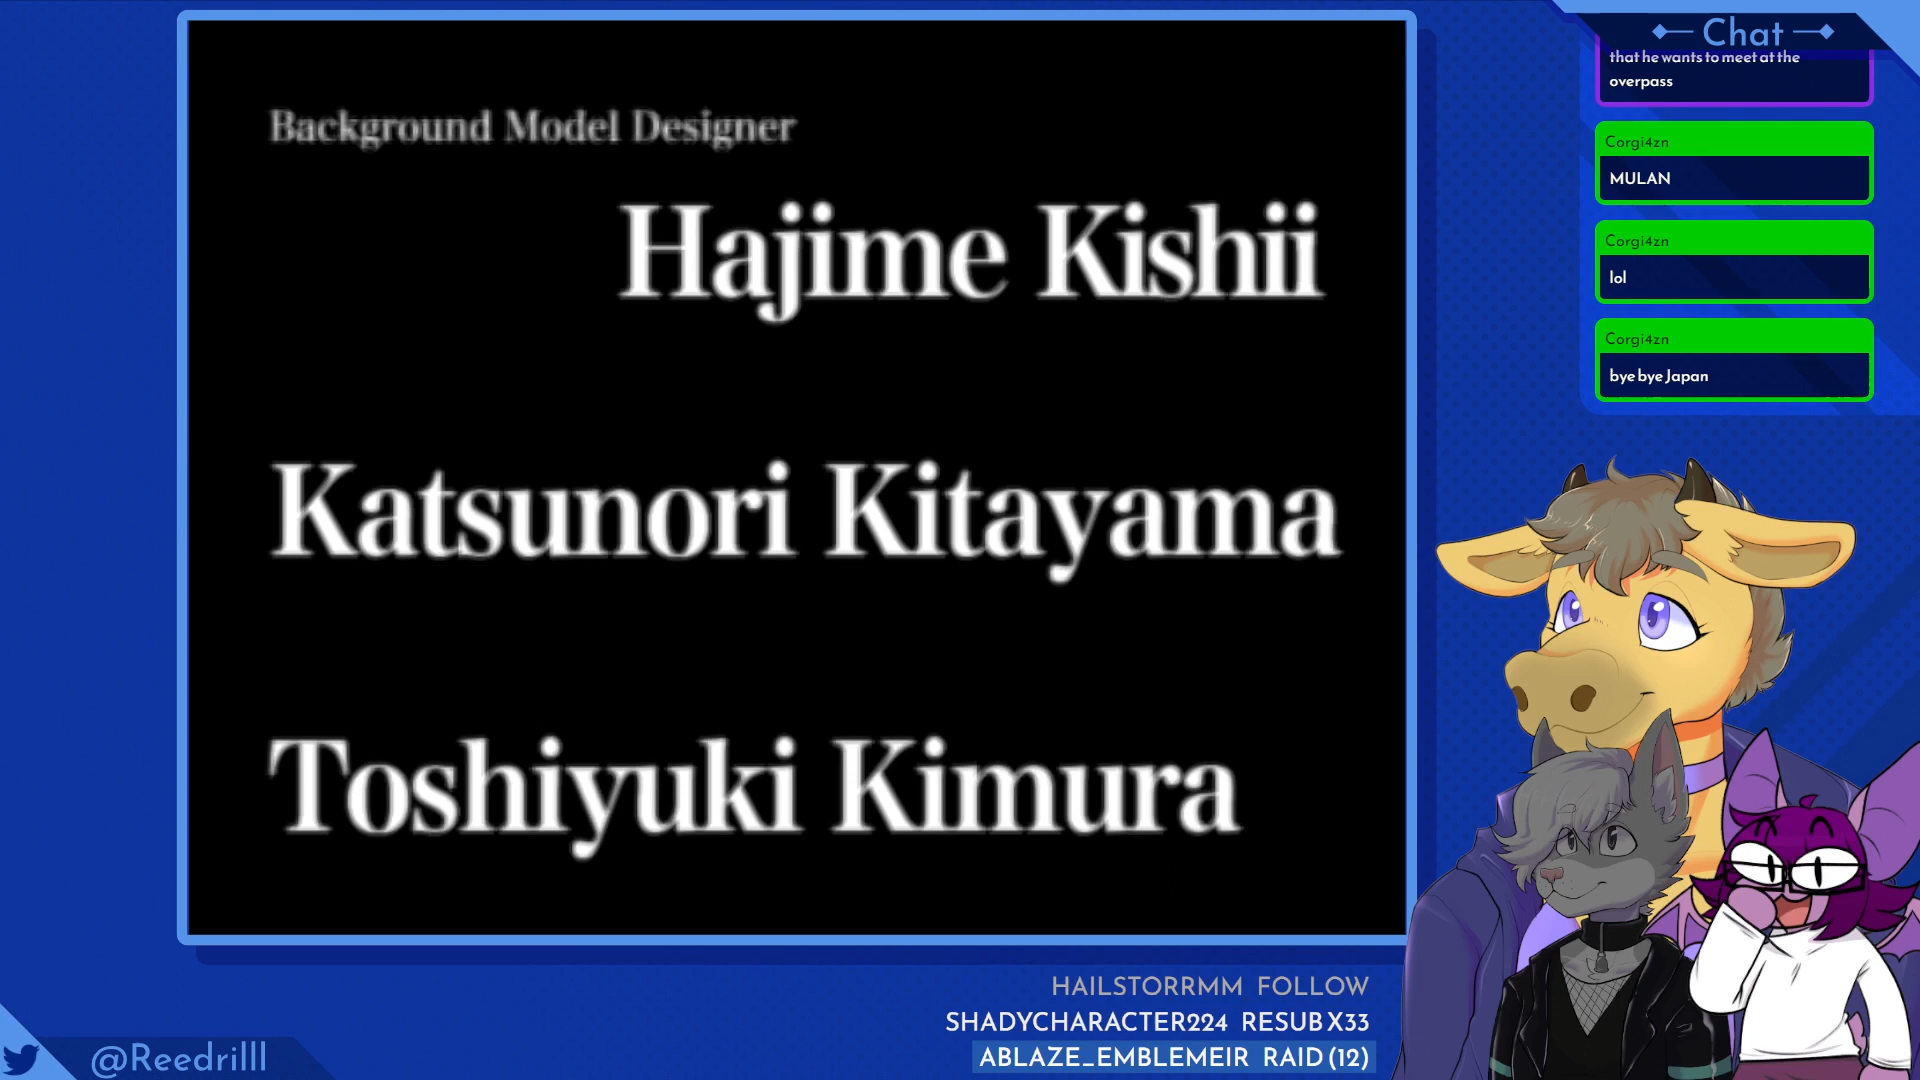 Background Model Designer
Hajime Kishii
Katsunori Kitayama
Toshiyuki Kimura
Chat
that he wants to meet at the
overpass
Corgi4zn
MULAN
Corgi4zn
lol
Corgi4zn
bye bye Japan
HAILSTORRMM FOLLOW
SHADYCHARACTER224 RESUB X33
ABLAZE_EMBLEMEIR RAID (12)
@Reedrilll